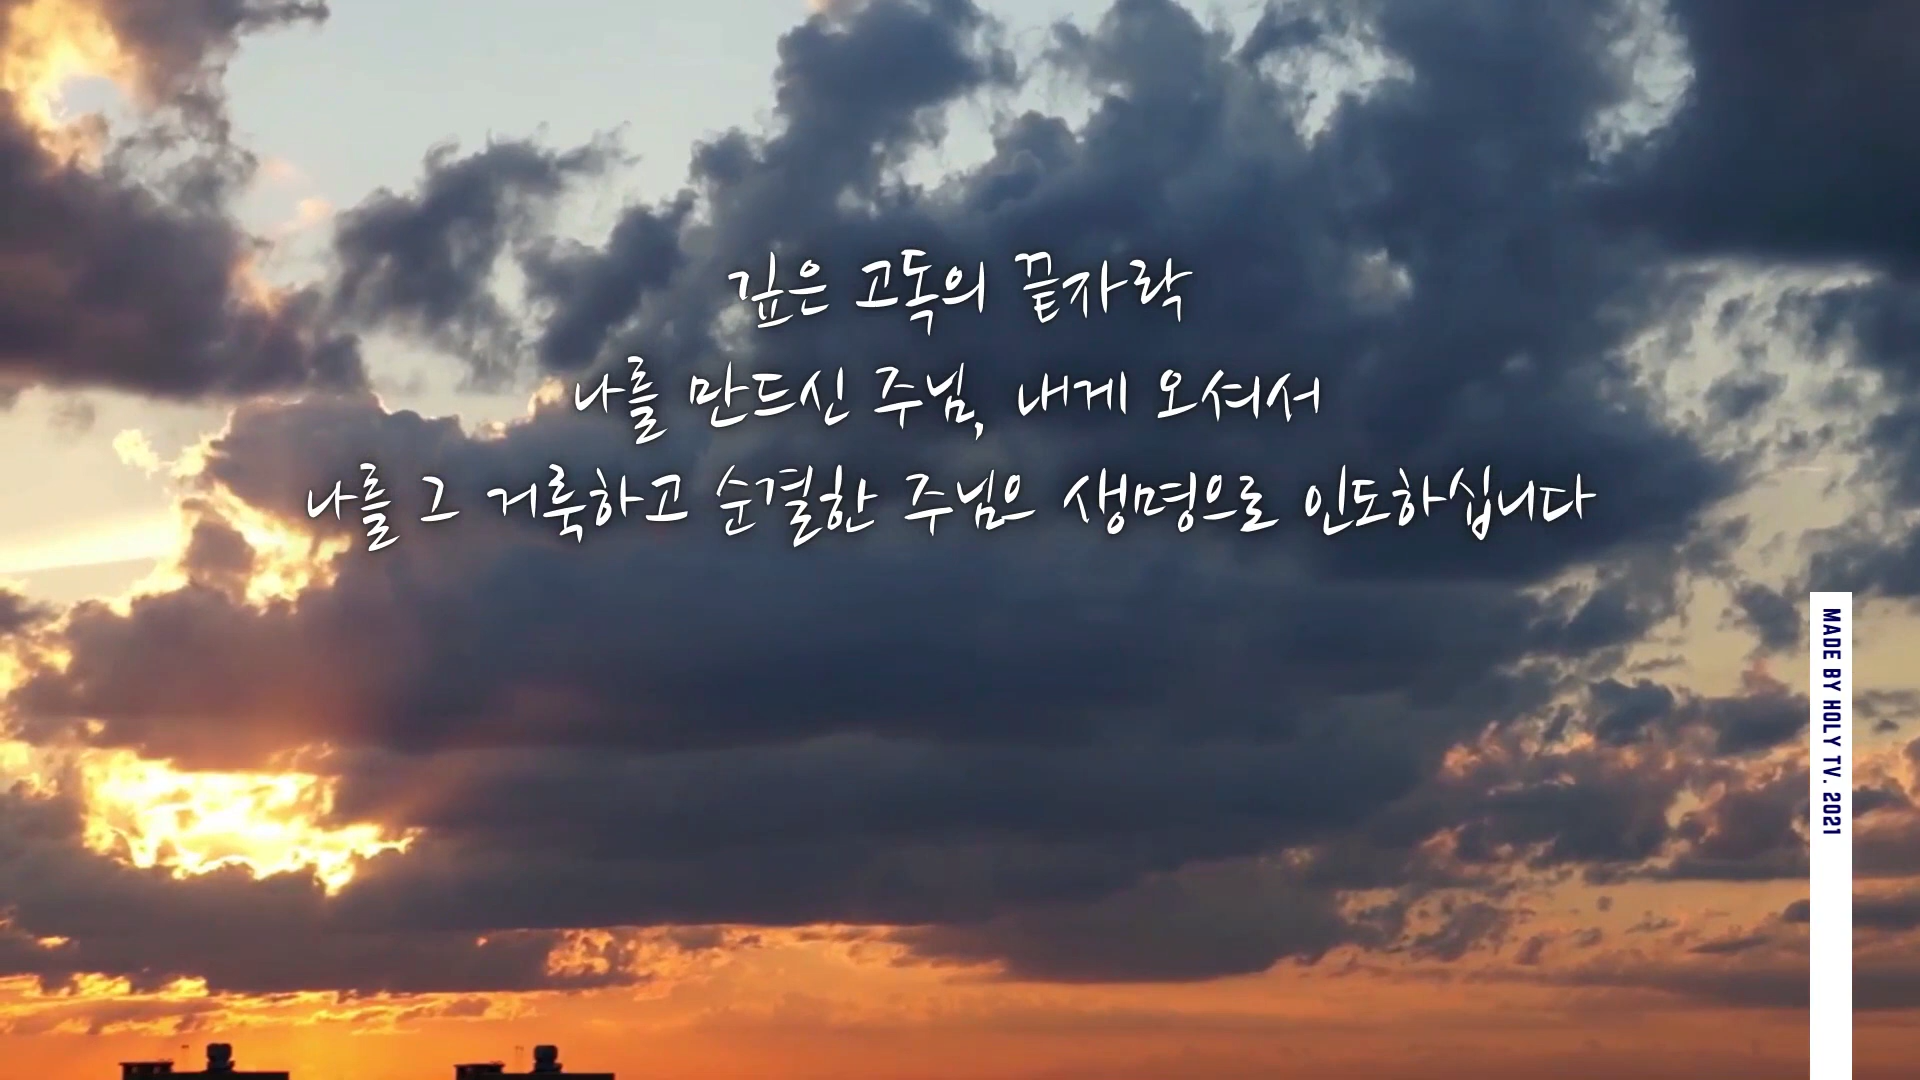 깊은 고독의 끝자락
나를 만드신 주님, 내게 오셔서
나를 그 거룩하고 순결한 주님으 생명으로 인도하십니다
MADE BY HOLY TV. 2021